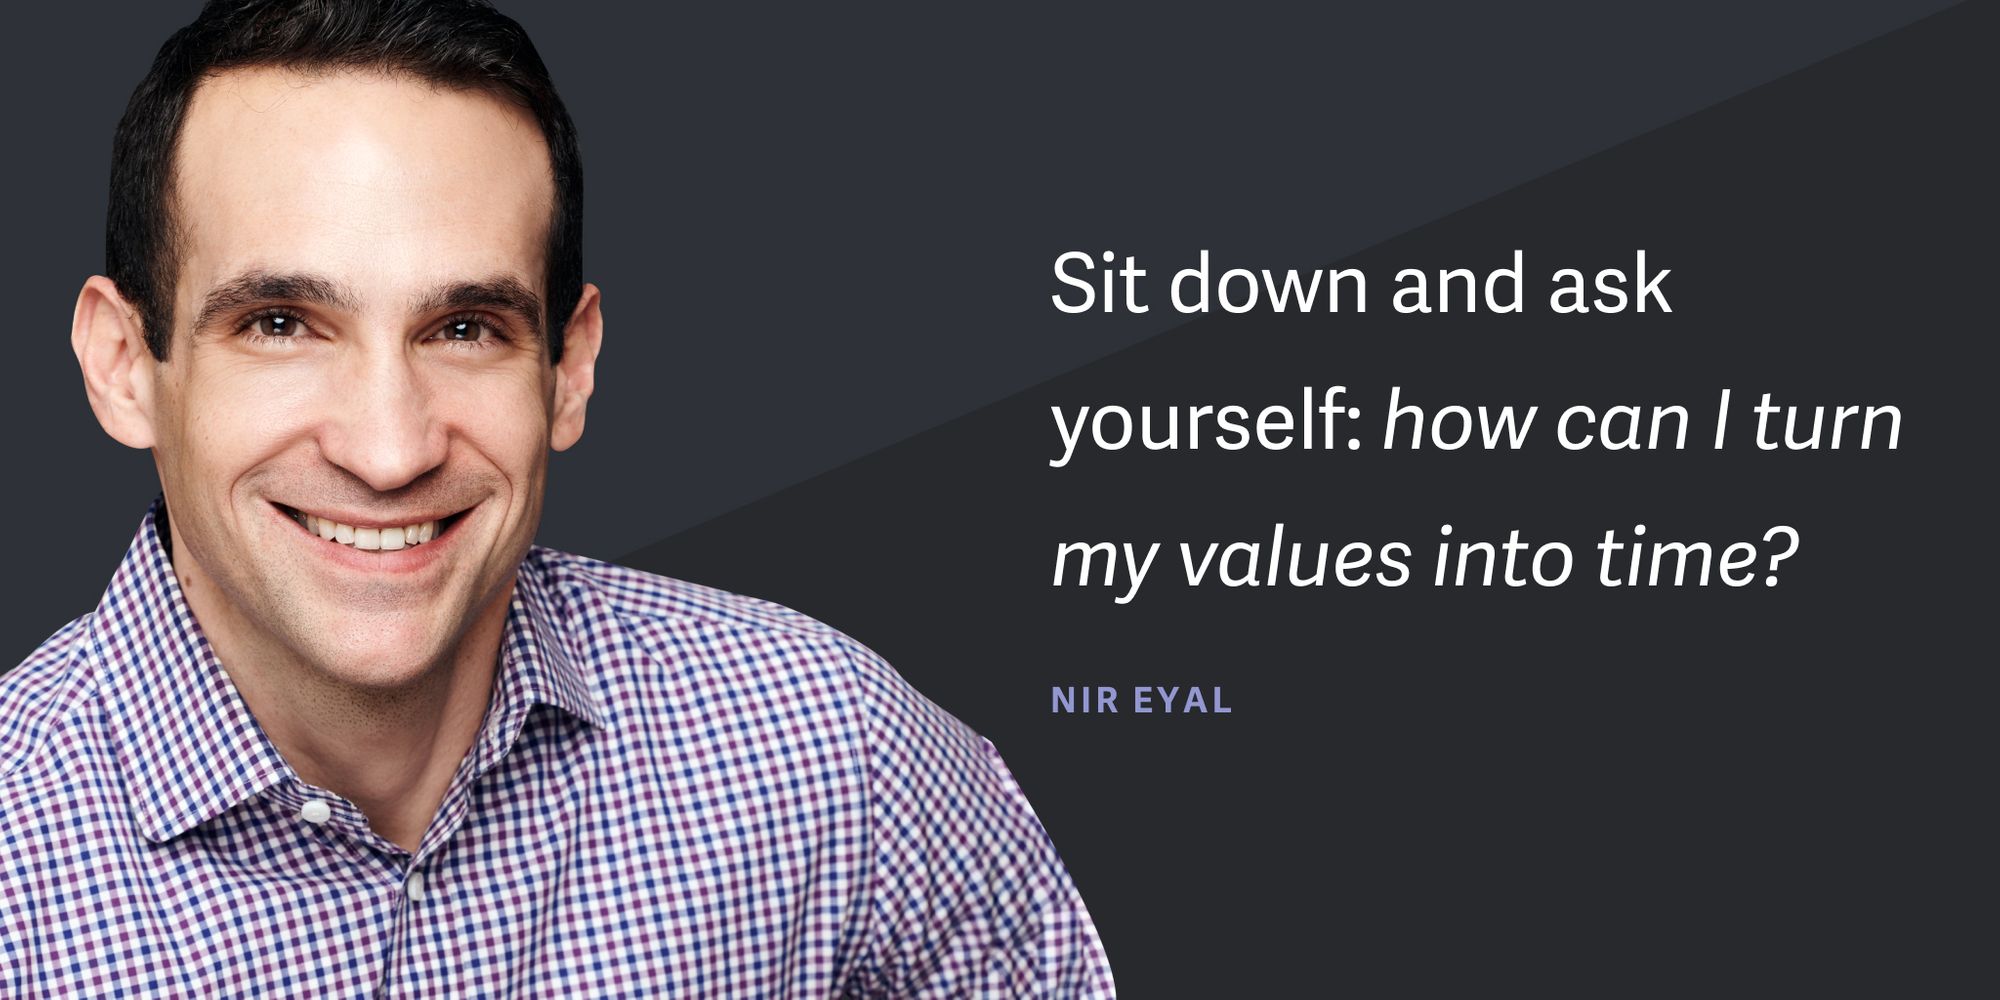 Sit down and ask
yourself: how can I turn
my values into time?
NIR EYAL